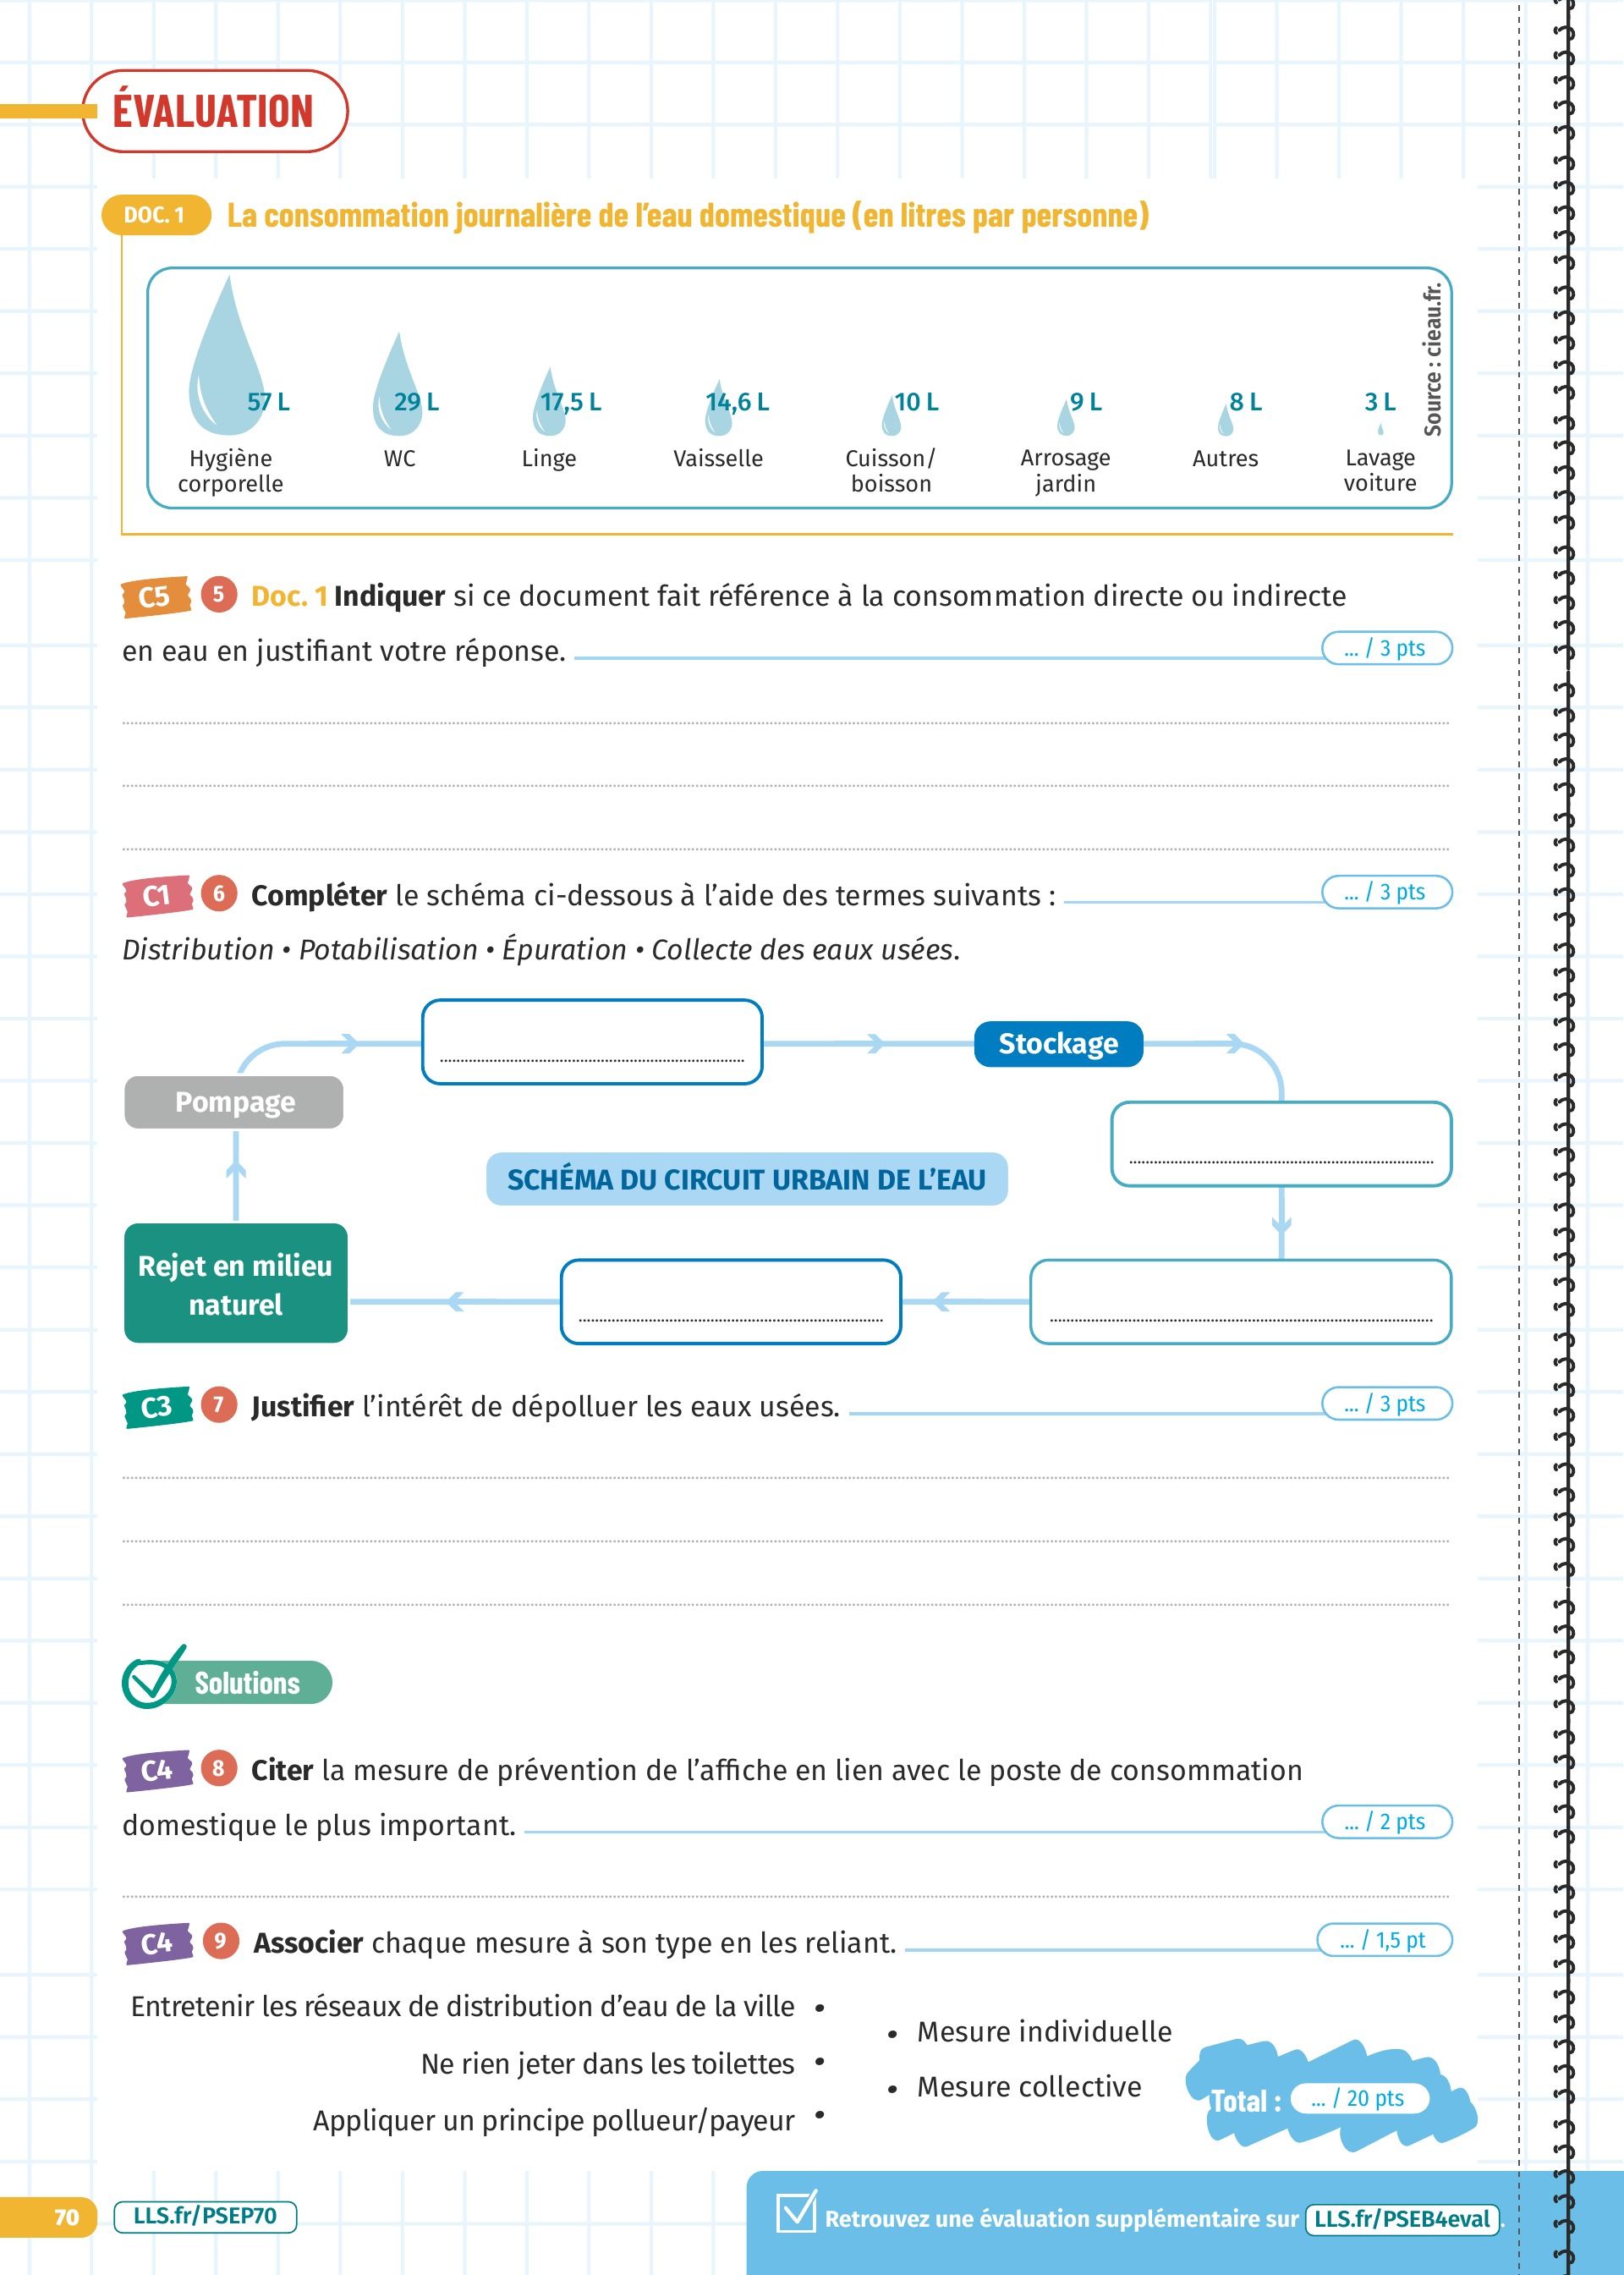 ÉVALUATION
DOC. 1
La consommation journalière de l'eau domestique (en litres par personne)
57 L
29 L
17,5 L
14,6 L
10 L
9 L
8 L
3 L
Hygiène
corporelle
WC
Linge
Vaisselle
Cuisson/
boisson
Arrosage
jardin
Autres
Lavage
voiture
Source : cieau.fr.
C5 5 Doc. 1 Indiquer si ce document fait référence à la consommation directe ou indirecte
en eau en justifiant votre réponse. ... / 3 pts
C1 6 Compléter le schéma ci-dessous à l'aide des termes suivants : ... / 3 pts
Distribution • Potabilisation • Épuration • Collecte des eaux usées.
Stockage
Pompage
SCHÉMA DU CIRCUIT URBAIN DE L'EAU
Rejet en milieu
naturel
C3 7 Justifier l'intérêt de dépolluer les eaux usées. ... / 3 pts
Solutions
C4 8 Citer la mesure de prévention de l'affiche en lien avec le poste de consommation
domestique le plus important. ... / 2 pts
C4 9 Associer chaque mesure à son type en les reliant. ... / 1,5 pt
Entretenir les réseaux de distribution d'eau de la ville •
Ne rien jeter dans les toilettes •
Appliquer un principe pollueur/payeur •
• Mesure individuelle
• Mesure collective
Total : ... / 20 pts
70
LLS.fr/PSEP70
Retrouvez une évaluation supplémentaire sur LLS.fr/PSEB4eval.